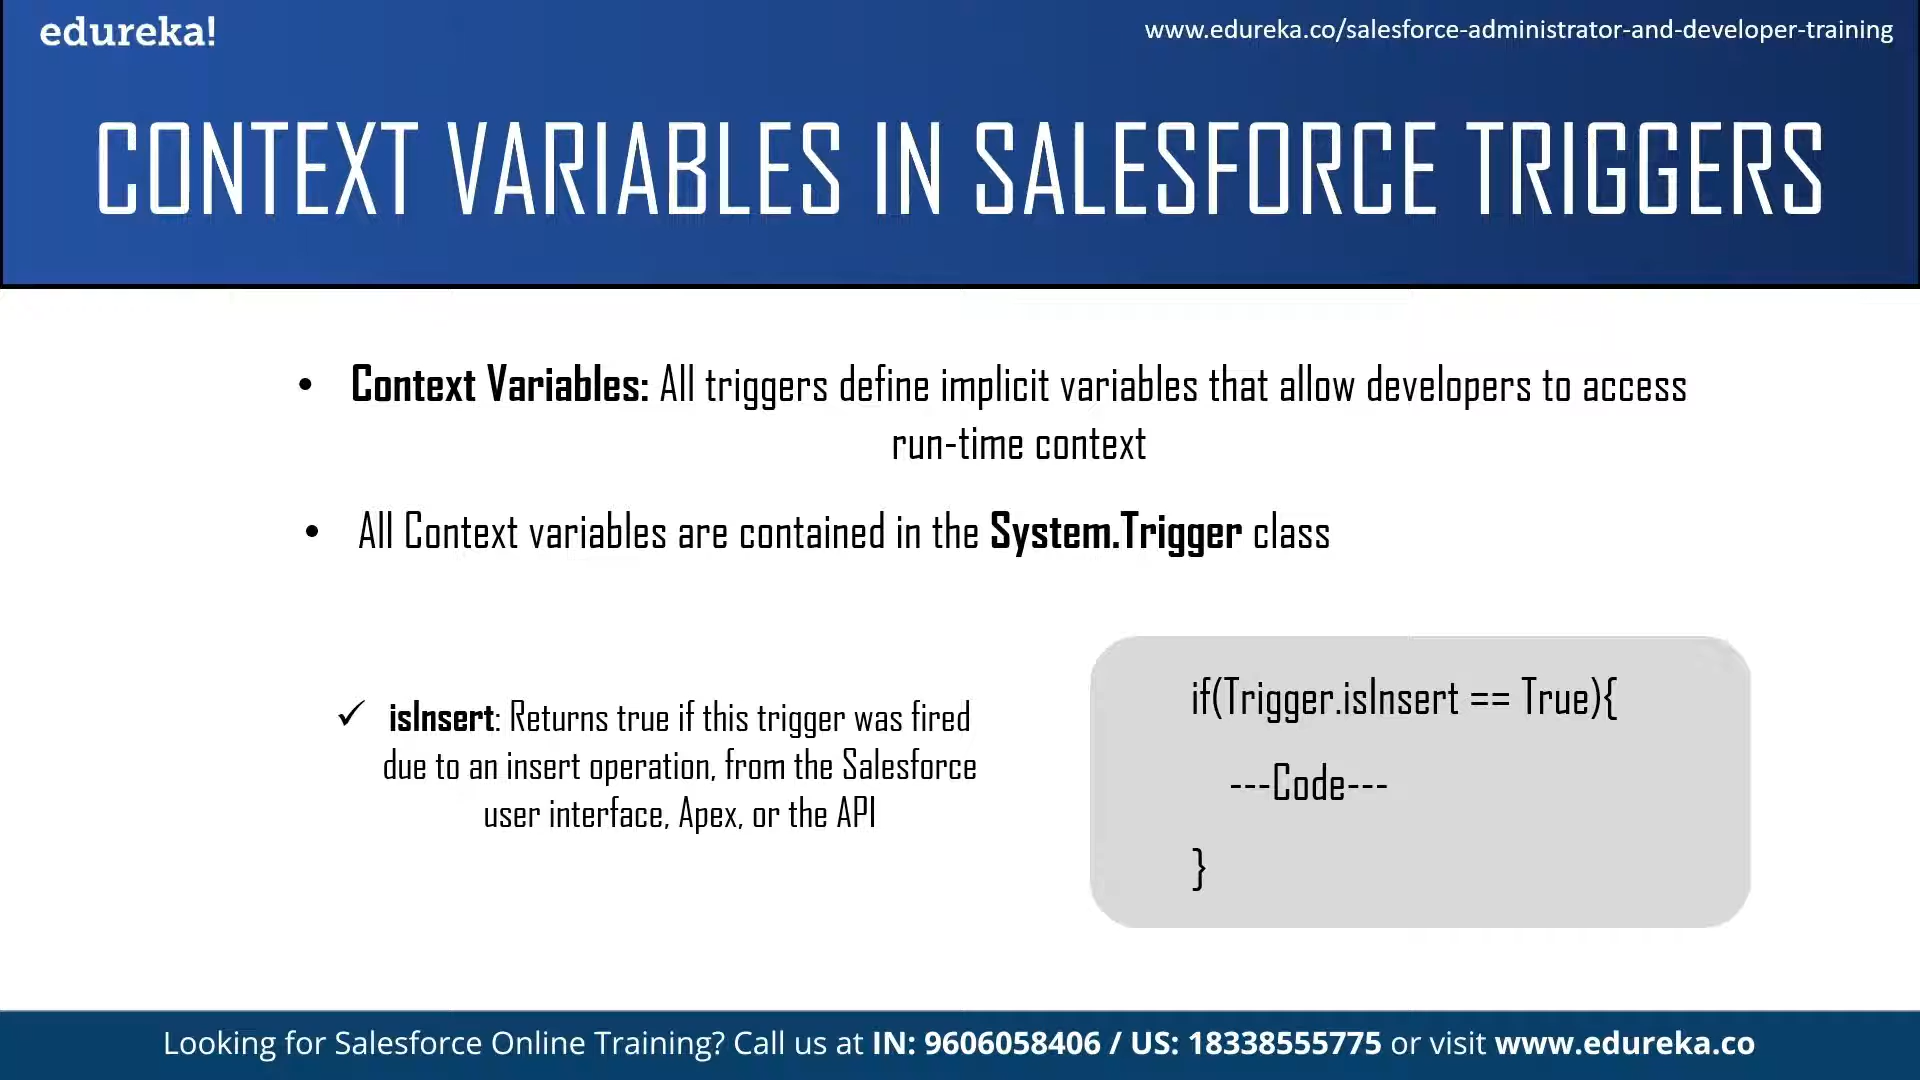 edureka!
www.edureka.co/salesforce-administrator-and-developer-training
CONTEXT VARIABLES IN SALESFORCE TRIGGERS
• Context Variables: All triggers define implicit variables that allow developers to access
run-time context
• All Context variables are contained in the System.Trigger class
✓ isInsert: Returns true if this trigger was fired
due to an insert operation, from the Salesforce
user interface, Apex, or the API
if(Trigger.isInsert == True){
---Code---
}
Looking for Salesforce Online Training? Call us at IN: 9606058406 / US: 18338555775 or visit www.edureka.co